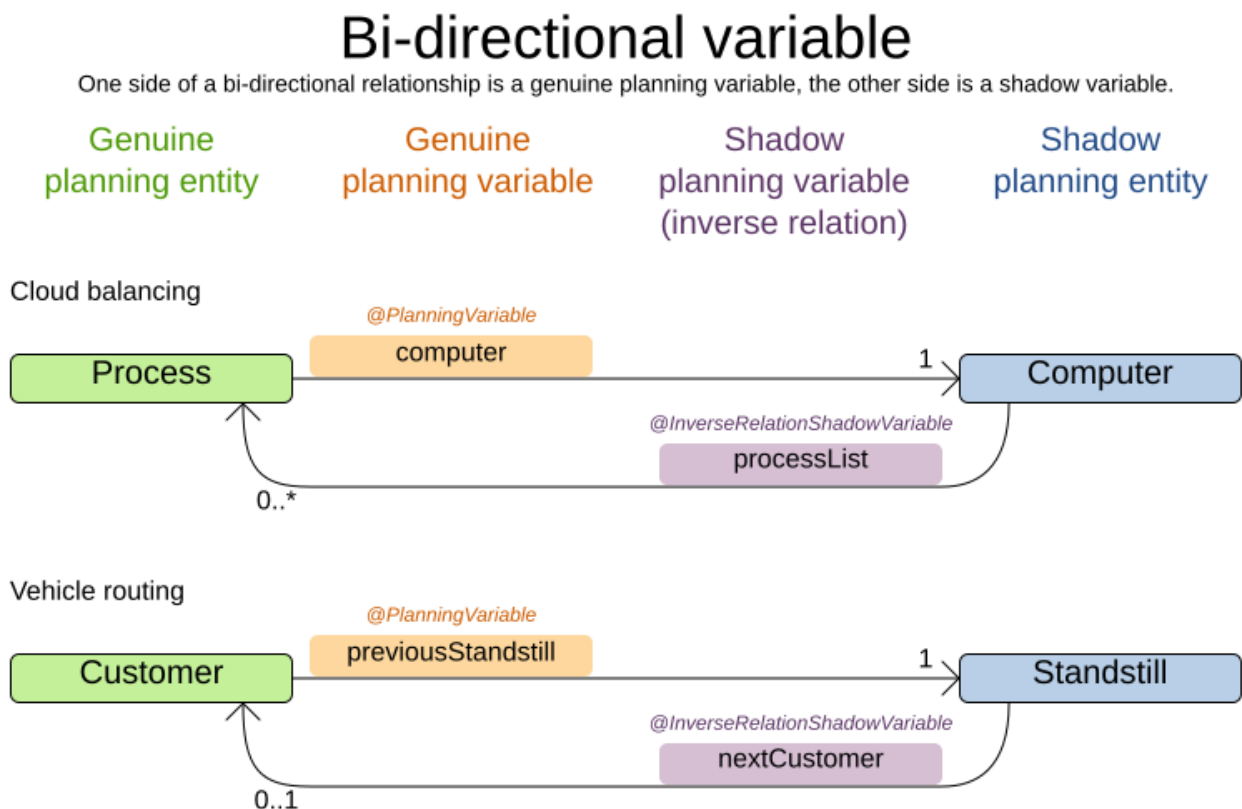 Bi-directional variable
One side of a bi-directional relationship is a genuine planning variable, the other side is a shadow variable.
Genuine
planning entity
Genuine
planning variable
Shadow
planning variable
(inverse relation)
Shadow
planning entity
Cloud balancing
@PlanningVariable
computer
Process
1
Computer
@InverseRelationShadowVariable
processList
0..*
Vehicle routing
@PlanningVariable
previousStandstill
Customer
1
Standstill
@InverseRelationShadowVariable
nextCustomer
0..1